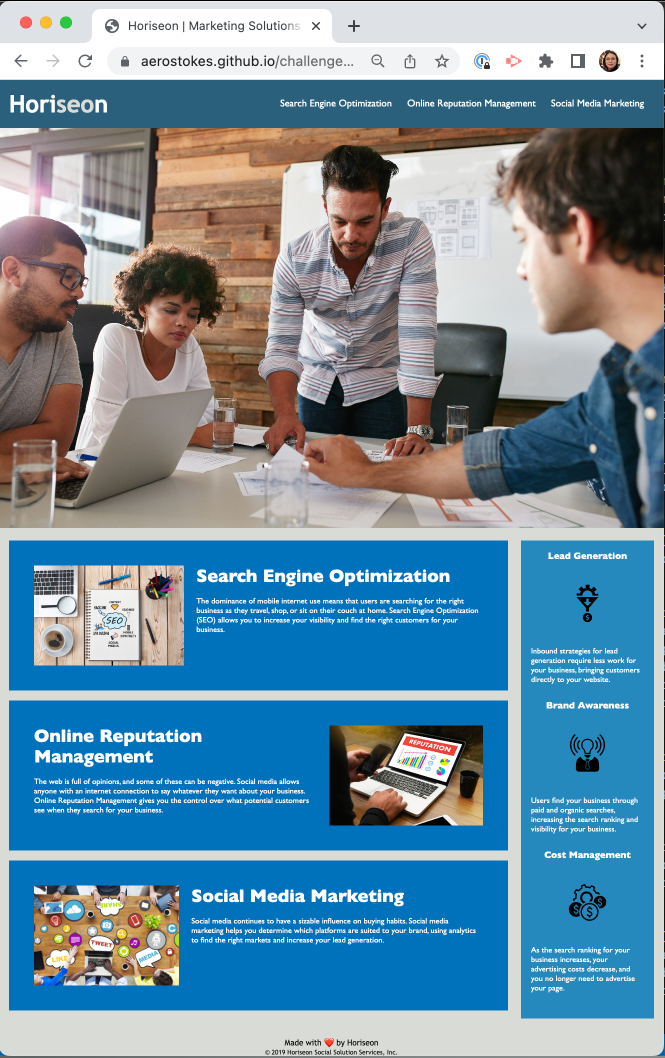 Horiseon | Marketing Solutions
aerostokes.github.io/challenge...
Horiseon
Search Engine Optimization Online Reputation Management Social Media Marketing
Search Engine Optimization
The dominance of mobile internet use means that users are searching for the right
business as they travel, shop, or sit on their couch at home. Search Engine Optimization
(SEO) allows you to increase your visibility and find the right customers for your
business.
SEO
Online Reputation
Management
The web is full of opinions, and some of these can be negative. Social media allows
anyone with an internet connection to say whatever they want about your business.
Online Reputation Management gives you the control over what potential customers
see when they search for your business.
REPUTATION
Social Media Marketing
Social media continues to have a sizable influence on buying habits. Social media
marketing helps you determine which platforms are suited to your brand, using analytics
to find the right markets and increase your lead generation.
TWEET
LIKE
MEDIA
Lead Generation
Inbound strategies for lead
generation require less work for
your business, bringing customers
directly to your website.
Brand Awareness
Users find your business through
paid and organic searches,
increasing the search ranking and
visibility for your business.
Cost Management
As the search ranking for your
business increases, your
advertising costs decrease, and
you no longer need to advertise
your page.
Made with ❤️ by Horiseon
© 2019 Horiseon Social Solution Services, Inc.